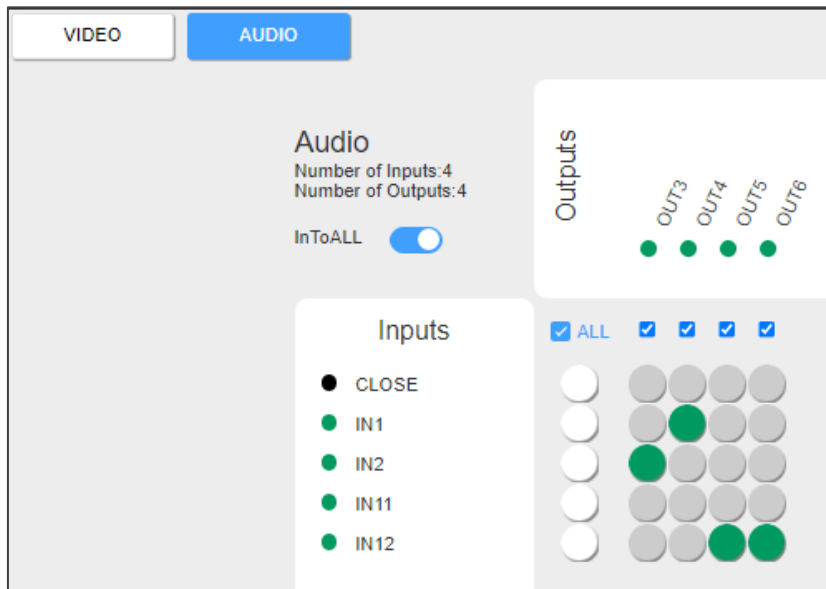 VIDEO
AUDIO
Audio
Number of Inputs:4
Number of Outputs:4
InToALL
Outputs
OUT3
OUT4
OUT5
OUT6
Inputs
ALL
CLOSE
IN1
IN2
IN11
IN12